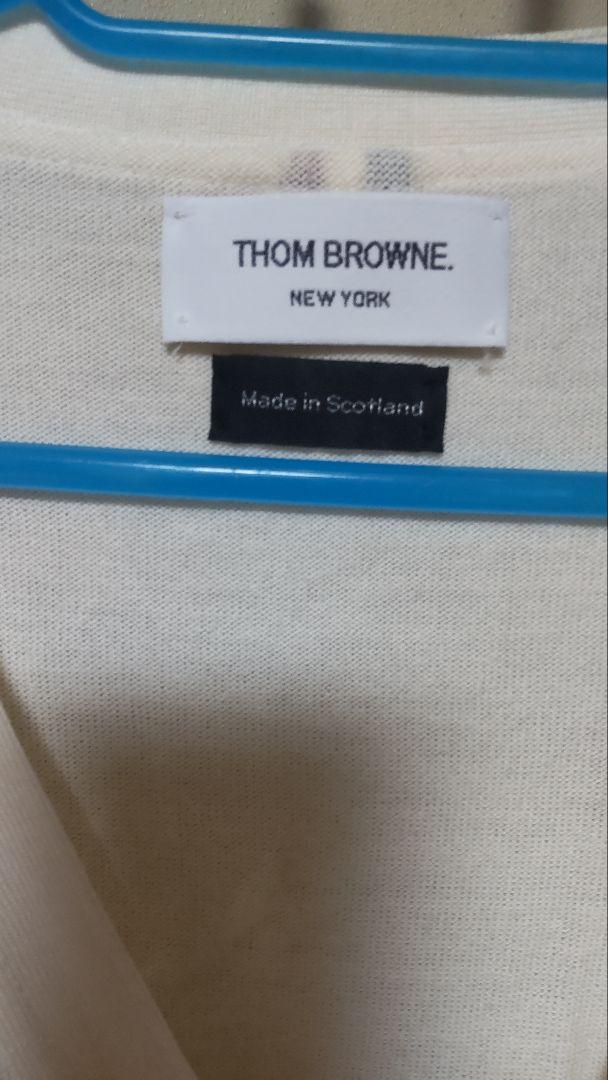 THOM BROWNE.
NEW YORK
Made in Scotland